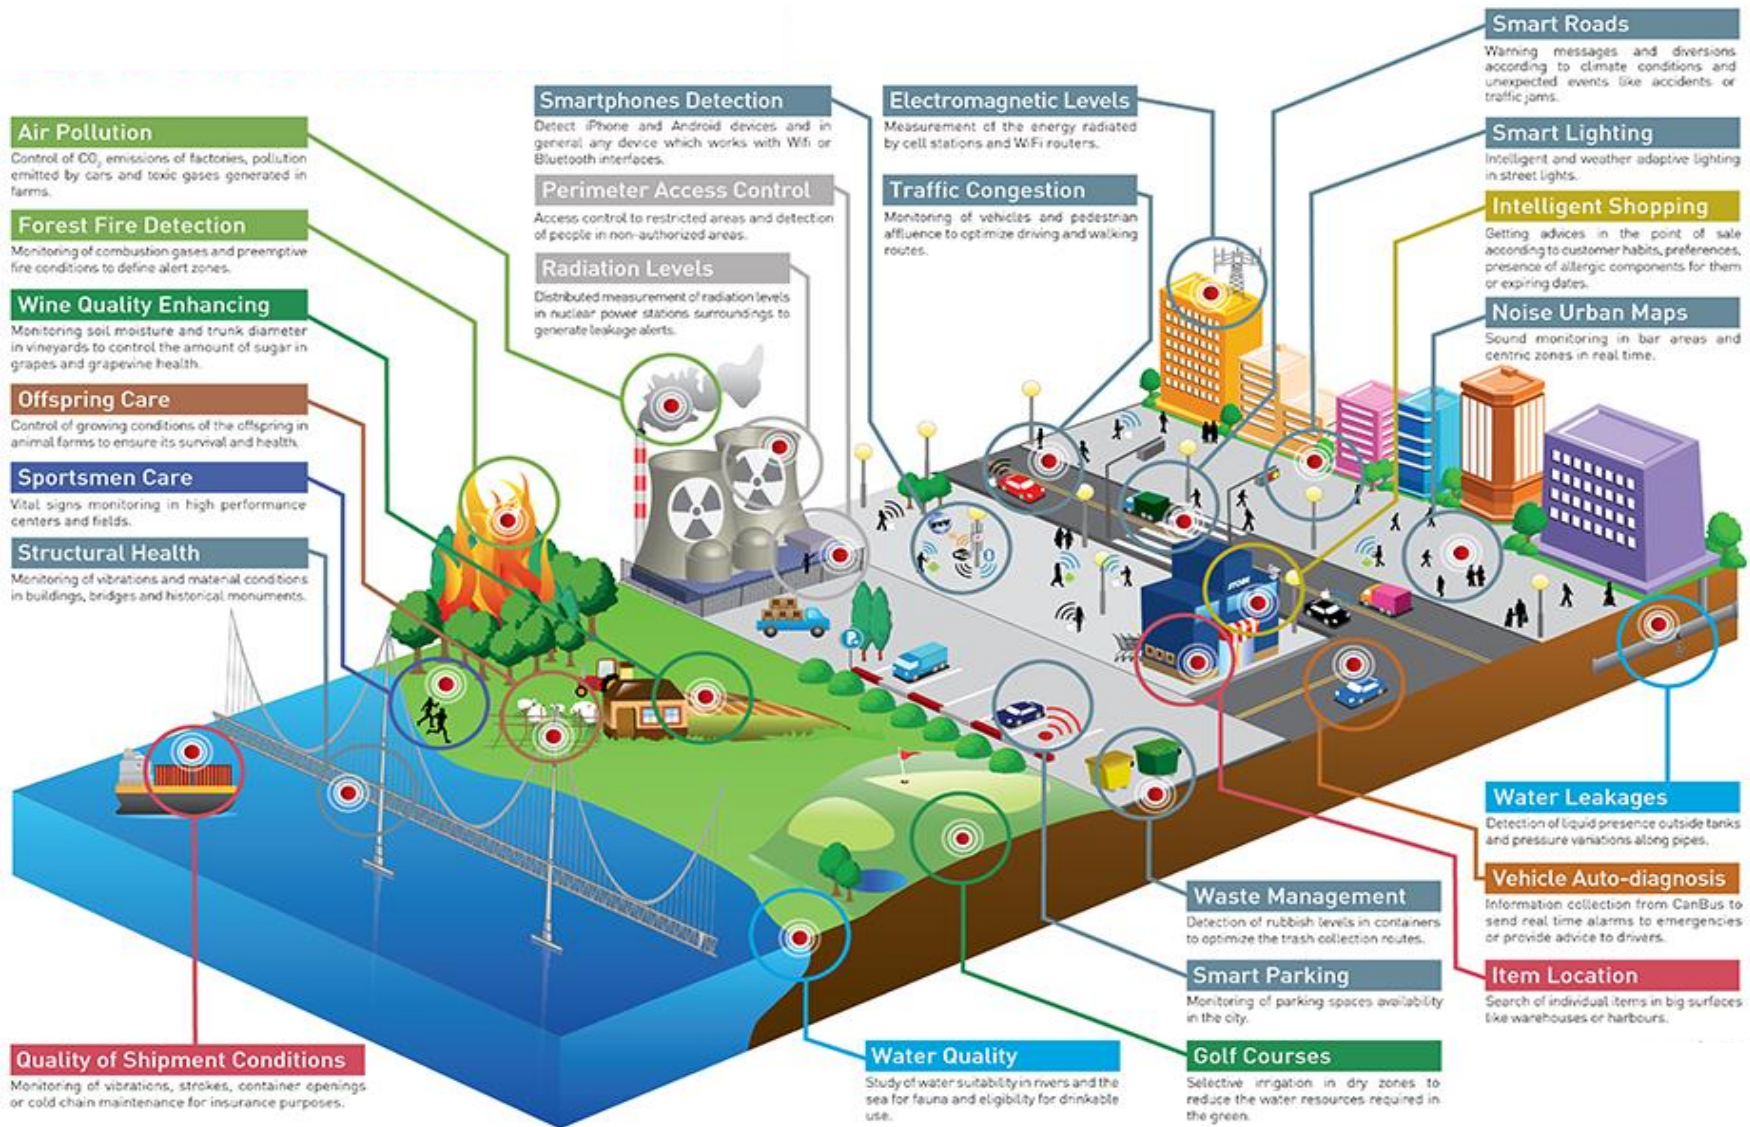 Air Pollution
Control of CO₂ emissions of factories, pollution
emitted by cars and toxic gases generated in
farms.
Forest Fire Detection
Monitoring of combustion gases and preemptive
fire conditions to define alert zones.
Wine Quality Enhancing
Monitoring soil moisture and trunk diameter
in vineyards to control the amount of sugar in
grapes and grapevine health.
Offspring Care
Control of growing conditions of the offspring in
animal farms to ensure its survival and health.
Sportsmen Care
Vital signs monitoring in high performance
centers and fields.
Structural Health
Monitoring of vibrations and material conditions
in buildings, bridges and historical monuments.
Quality of Shipment Conditions
Monitoring of vibrations, strokes, container openings
or cold chain maintenance for insurance purposes.
Smartphones Detection
Detect iPhone and Android devices and in
general any device which works with Wifi or
Bluetooth interfaces.
Perimeter Access Control
Access control to restricted areas and detection
of people in non-authorized areas.
Radiation Levels
Distributed measurement of radiation levels
in nuclear power stations surroundings to
generate leakage alerts.
Electromagnetic Levels
Measurement of the energy radiated
by cell stations and WiFi routers.
Traffic Congestion
Monitoring of vehicles and pedestrian
affluence to optimize driving and walking
routes.
Smart Roads
Warning messages and diversions
according to climate conditions and
unexpected events like accidents or
traffic jams.
Smart Lighting
Intelligent and weather adaptive lighting
in street lights.
Intelligent Shopping
Getting advices in the point of sale
according to customer habits, preferences,
presence of allergic components for them
or expiring dates.
Noise Urban Maps
Sound monitoring in bar areas and
centric zones in real time.
P
Water Leakages
Detection of liquid presence outside tanks
and pressure variations along pipes.
Vehicle Auto-diagnosis
Information collection from CanBus to
send real time alarms to emergencies
or provide advice to drivers.
Item Location
Search of individual items in big surfaces
like warehouses or harbours.
Waste Management
Detection of rubbish levels in containers
to optimize the trash collection routes.
Smart Parking
Monitoring of parking spaces availability
in the city.
Golf Courses
Selective irrigation in dry zones to
reduce the water resources required in
the green.
Water Quality
Study of water suitability in rivers and the
sea for fauna and eligibility for drinkable
use.